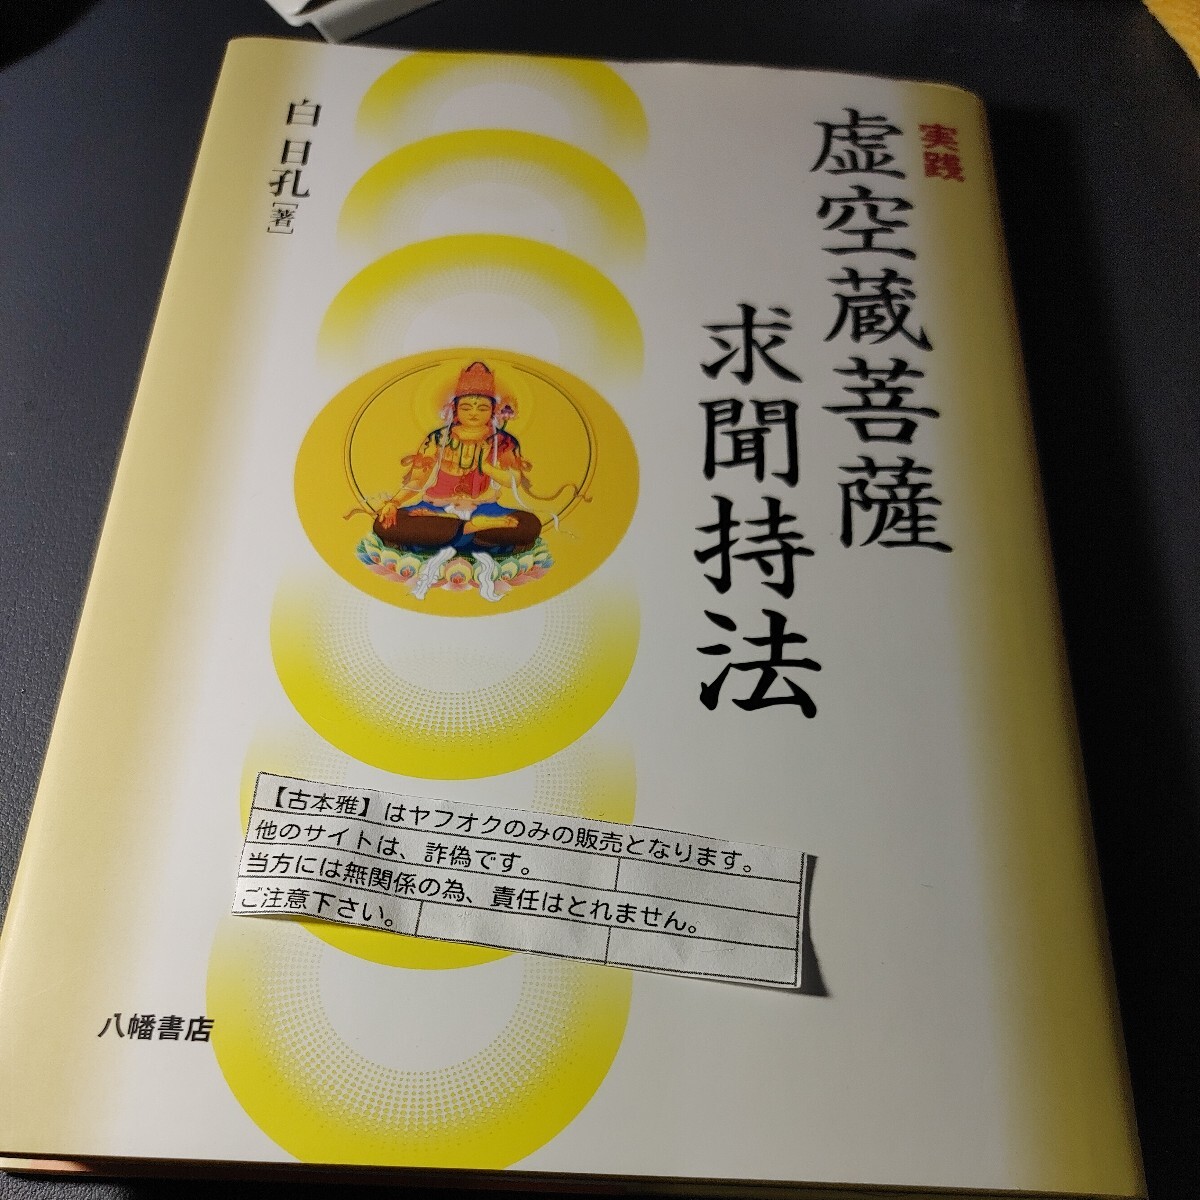 実践
虚空蔵菩薩
求聞持法
白日孔[著]
【古本雅】はヤフオクのみの販売となります。
他のサイトは、詐偽です。
当方には無関係の為、責任はとれません。
ご注意下さい。
八幡書店